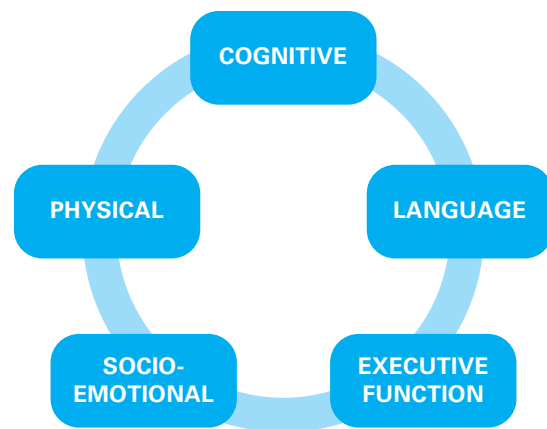 COGNITIVE
PHYSICAL
LANGUAGE
SOCIO-
EMOTIONAL
EXECUTIVE
FUNCTION